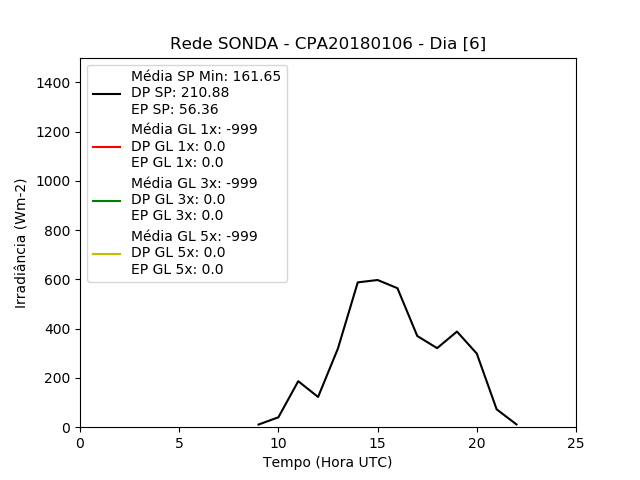 Rede SONDA - CPA20180106 - Dia [6]
Média SP Min: 161.65
DP SP: 210.88
EP SP: 56.36
Média GL 1x: -999
DP GL 1x: 0.0
EP GL 1x: 0.0
Média GL 3x: -999
DP GL 3x: 0.0
EP GL 3x: 0.0
Média GL 5x: -999
DP GL 5x: 0.0
EP GL 5x: 0.0
Irradiância (Wm-2)
1400
1200
1000
800
600
400
200
0
0 5 10 15 20 25
Tempo (Hora UTC)